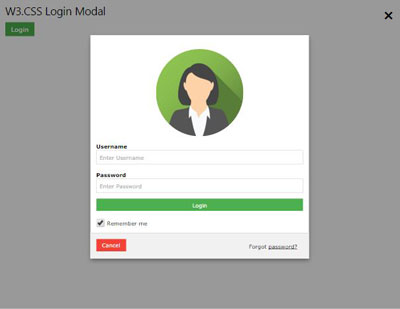 W3.CSS Login Modal
Login
Username
Enter Username
Password
Enter Password
Login
Remember me
Cancel
Forgot password?